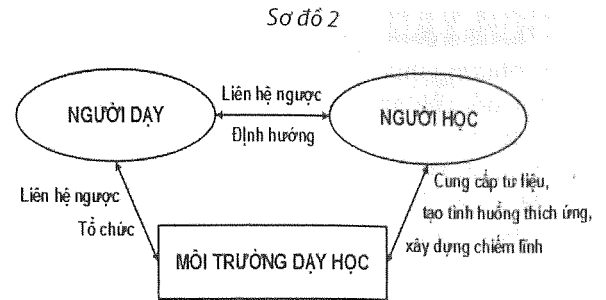 Sơ đồ 2
NGƯỜI DẠY
Liên hệ ngược
Định hướng
NGƯỜI HỌC
Liên hệ ngược
Tổ chức
Cung cấp tư liệu,
tạo tình huống thích ứng,
xây dựng chiếm lĩnh
MÔI TRƯỜNG DẠY HỌC